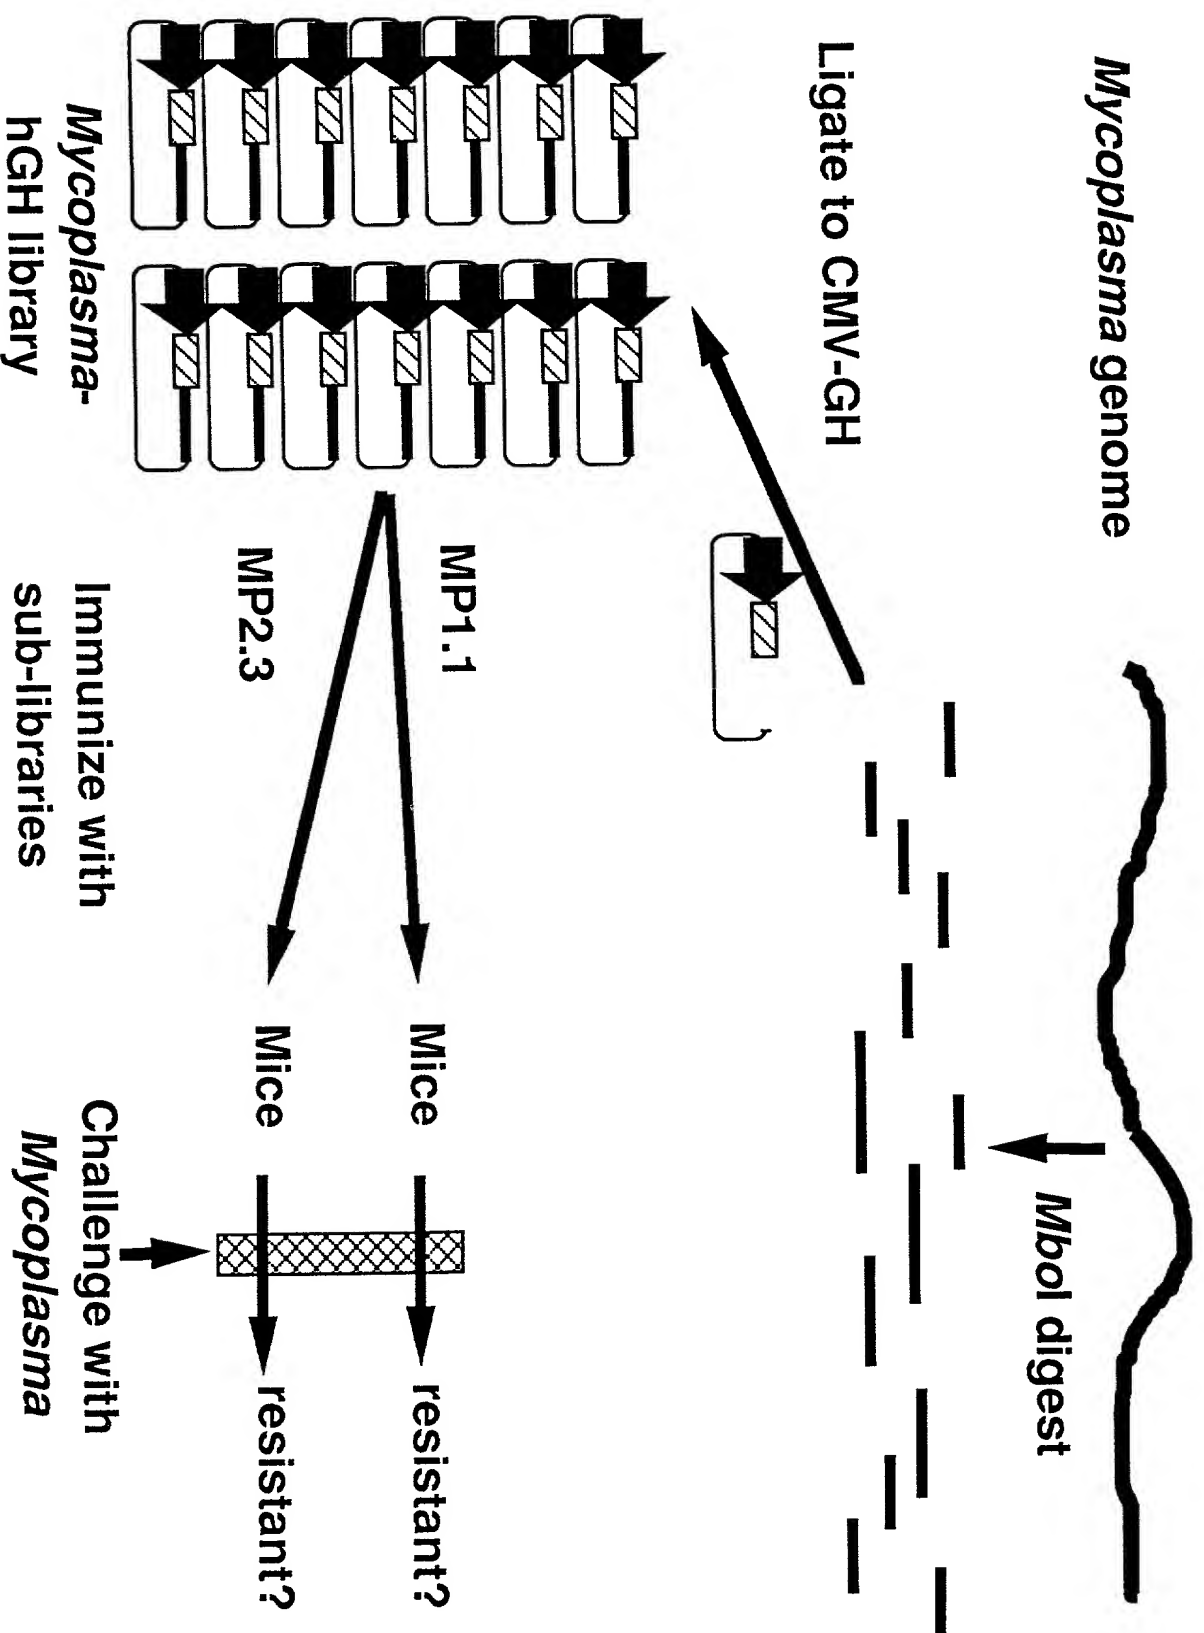 Mycoplasma genome
MboI digest
Ligate to CMV-GH
MP1.1
Mice
resistant?
MP2.3
Mice
resistant?
Mycoplasma-
hGH library
Immunize with
sub-libraries
Challenge with
Mycoplasma